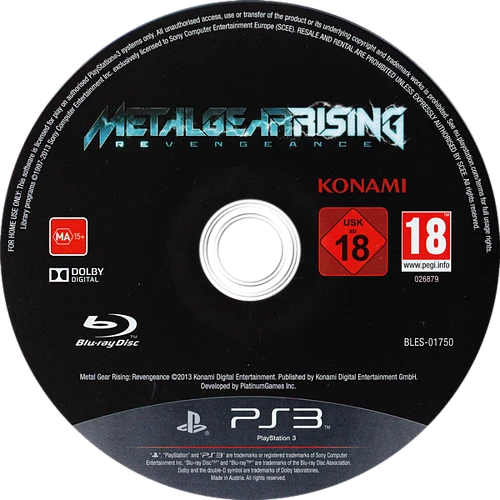 FOR HOME USE ONLY: This software is licensed for play on authorised PlayStation®3 systems only. All unauthorised access, use or transfer of the product or its underlying copyright and trademark works is prohibited. See eu.playstation.com/terms for full usage rights.
Library programs ©1997-2013 Sony Computer Entertainment Inc. exclusively licensed to Sony Computer Entertainment Europe (SCEE). RESALE AND RENTAL ARE PROHIBITED UNLESS EXPRESSLY AUTHORISED BY SCEE. All rights reserved.
METAL GEAR RISING
REVENGEANCE
KONAMI
MA 15+
USK
ab
18
18
www.pegi.info
DOLBY
DIGITAL
026879
Blu-ray Disc
BLES-01750
Metal Gear Rising: Revengeance ©2013 Konami Digital Entertainment. Published by Konami Digital Entertainment GmbH.
Developed by PlatinumGames Inc.
PS3
PlayStation 3
", "PlayStation" and "PS3" are trademarks or registered trademarks of Sony Computer
Entertainment Inc. "Blu-ray Disc™" and "Blu-ray™" are trademarks of the Blu-ray Disc Association.
Dolby and the double-D symbol are trademarks of Dolby Laboratories.
Made in Austria. All rights reserved.